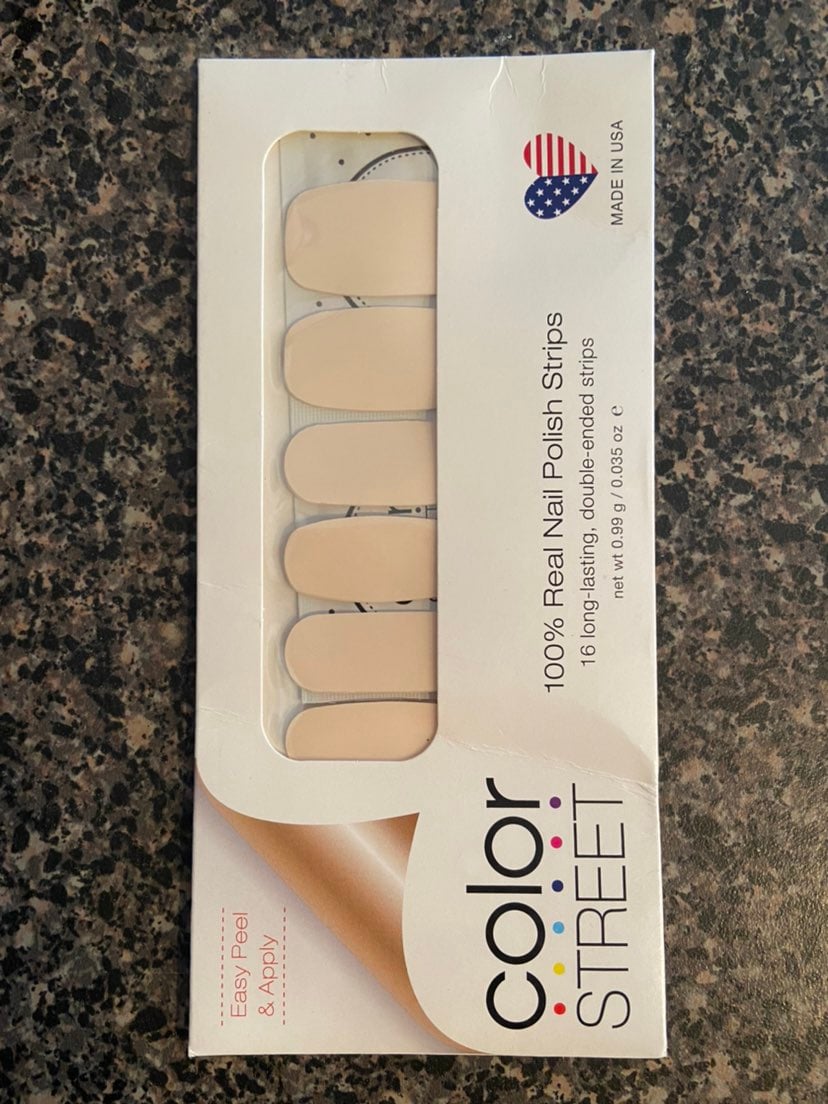 MADE IN USA
100% Real Nail Polish Strips
16 long-lasting, double-ended strips
net wt 0.99 g / 0.035 oz ℮
color
STREET
Easy Peel
& Apply